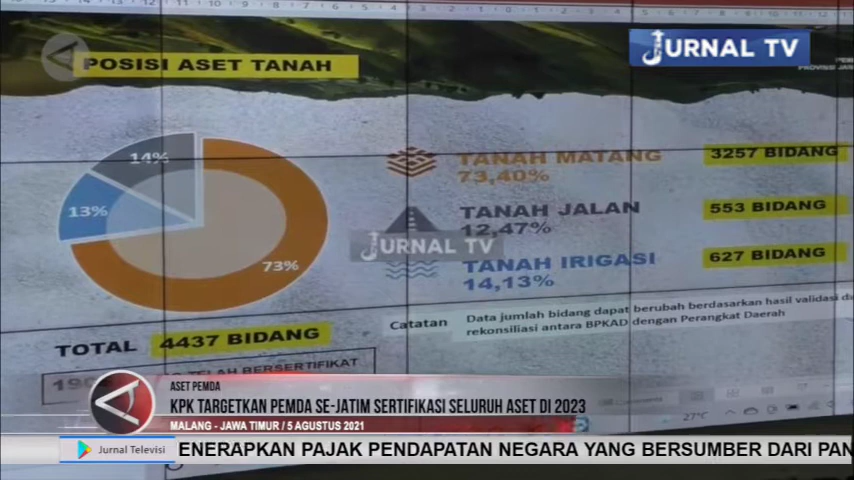 JURNAL TV
POSISI ASET TANAH
14%
13%
73%
TANAH MATANG
73,40%
3257 BIDANG
TANAH JALAN
12,47%
553 BIDANG
JURNAL TV
TANAH IRIGASI
14,13%
627 BIDANG
TOTAL 4437 BIDANG
Catatan
Data jumlah bidang dapat berubah berdasarkan hasil validasi
rekonsiliasi antara BPKAD dengan Perangkat Daerah
TELAH BERSERTIFIKAT
ASET PEMDA
KPK TARGETKAN PEMDA SE-JATIM SERTIFIKASI SELURUH ASET DI 2023
MALANG - JAWA TIMUR / 5 AGUSTUS 2021
27°C
Jurnal Televisi
ENERAPKAN PAJAK PENDAPATAN NEGARA YANG BERSUMBER DARI PAN